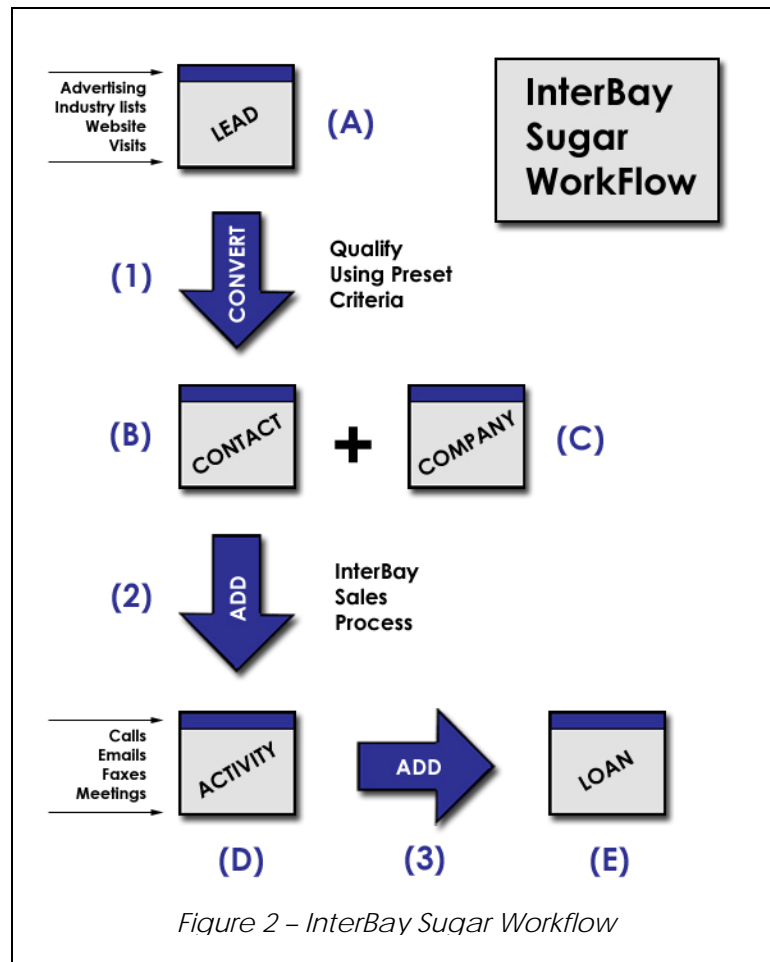 Advertising
Industry lists
Website
Visits
LEAD
(A)
InterBay
Sugar
WorkFlow
(1)
CONVERT
Qualify
Using Preset
Criteria
(B)
CONTACT
+
COMPANY
(C)
(2)
ADD
InterBay
Sales
Process
Calls
Emails
Faxes
Meetings
ACTIVITY
ADD
LOAN
(D)
(3)
(E)
Figure 2 – InterBay Sugar Workflow